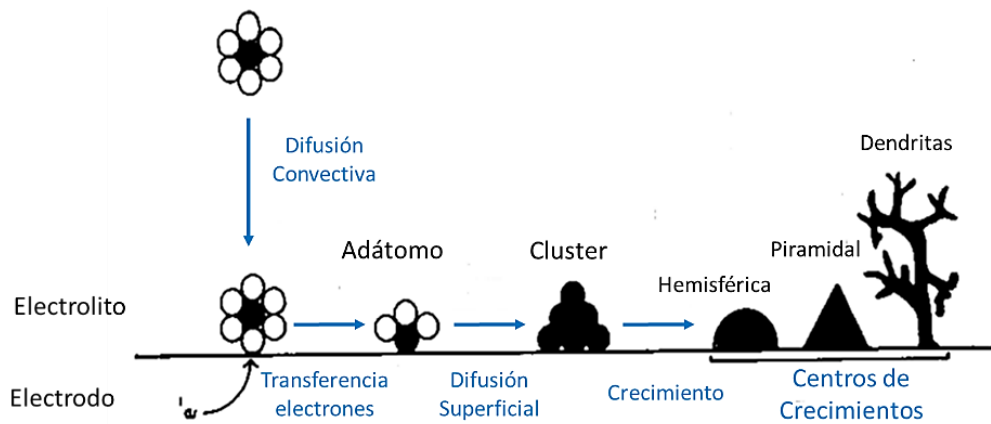 Difusión
Convectiva
Dendritas
Adátomo
Cluster
Piramidal
Hemisférica
Electrolito
Electrodo
e⁻
Transferencia
electrones
Difusión
Superficial
Crecimiento
Centros de
Crecimientos